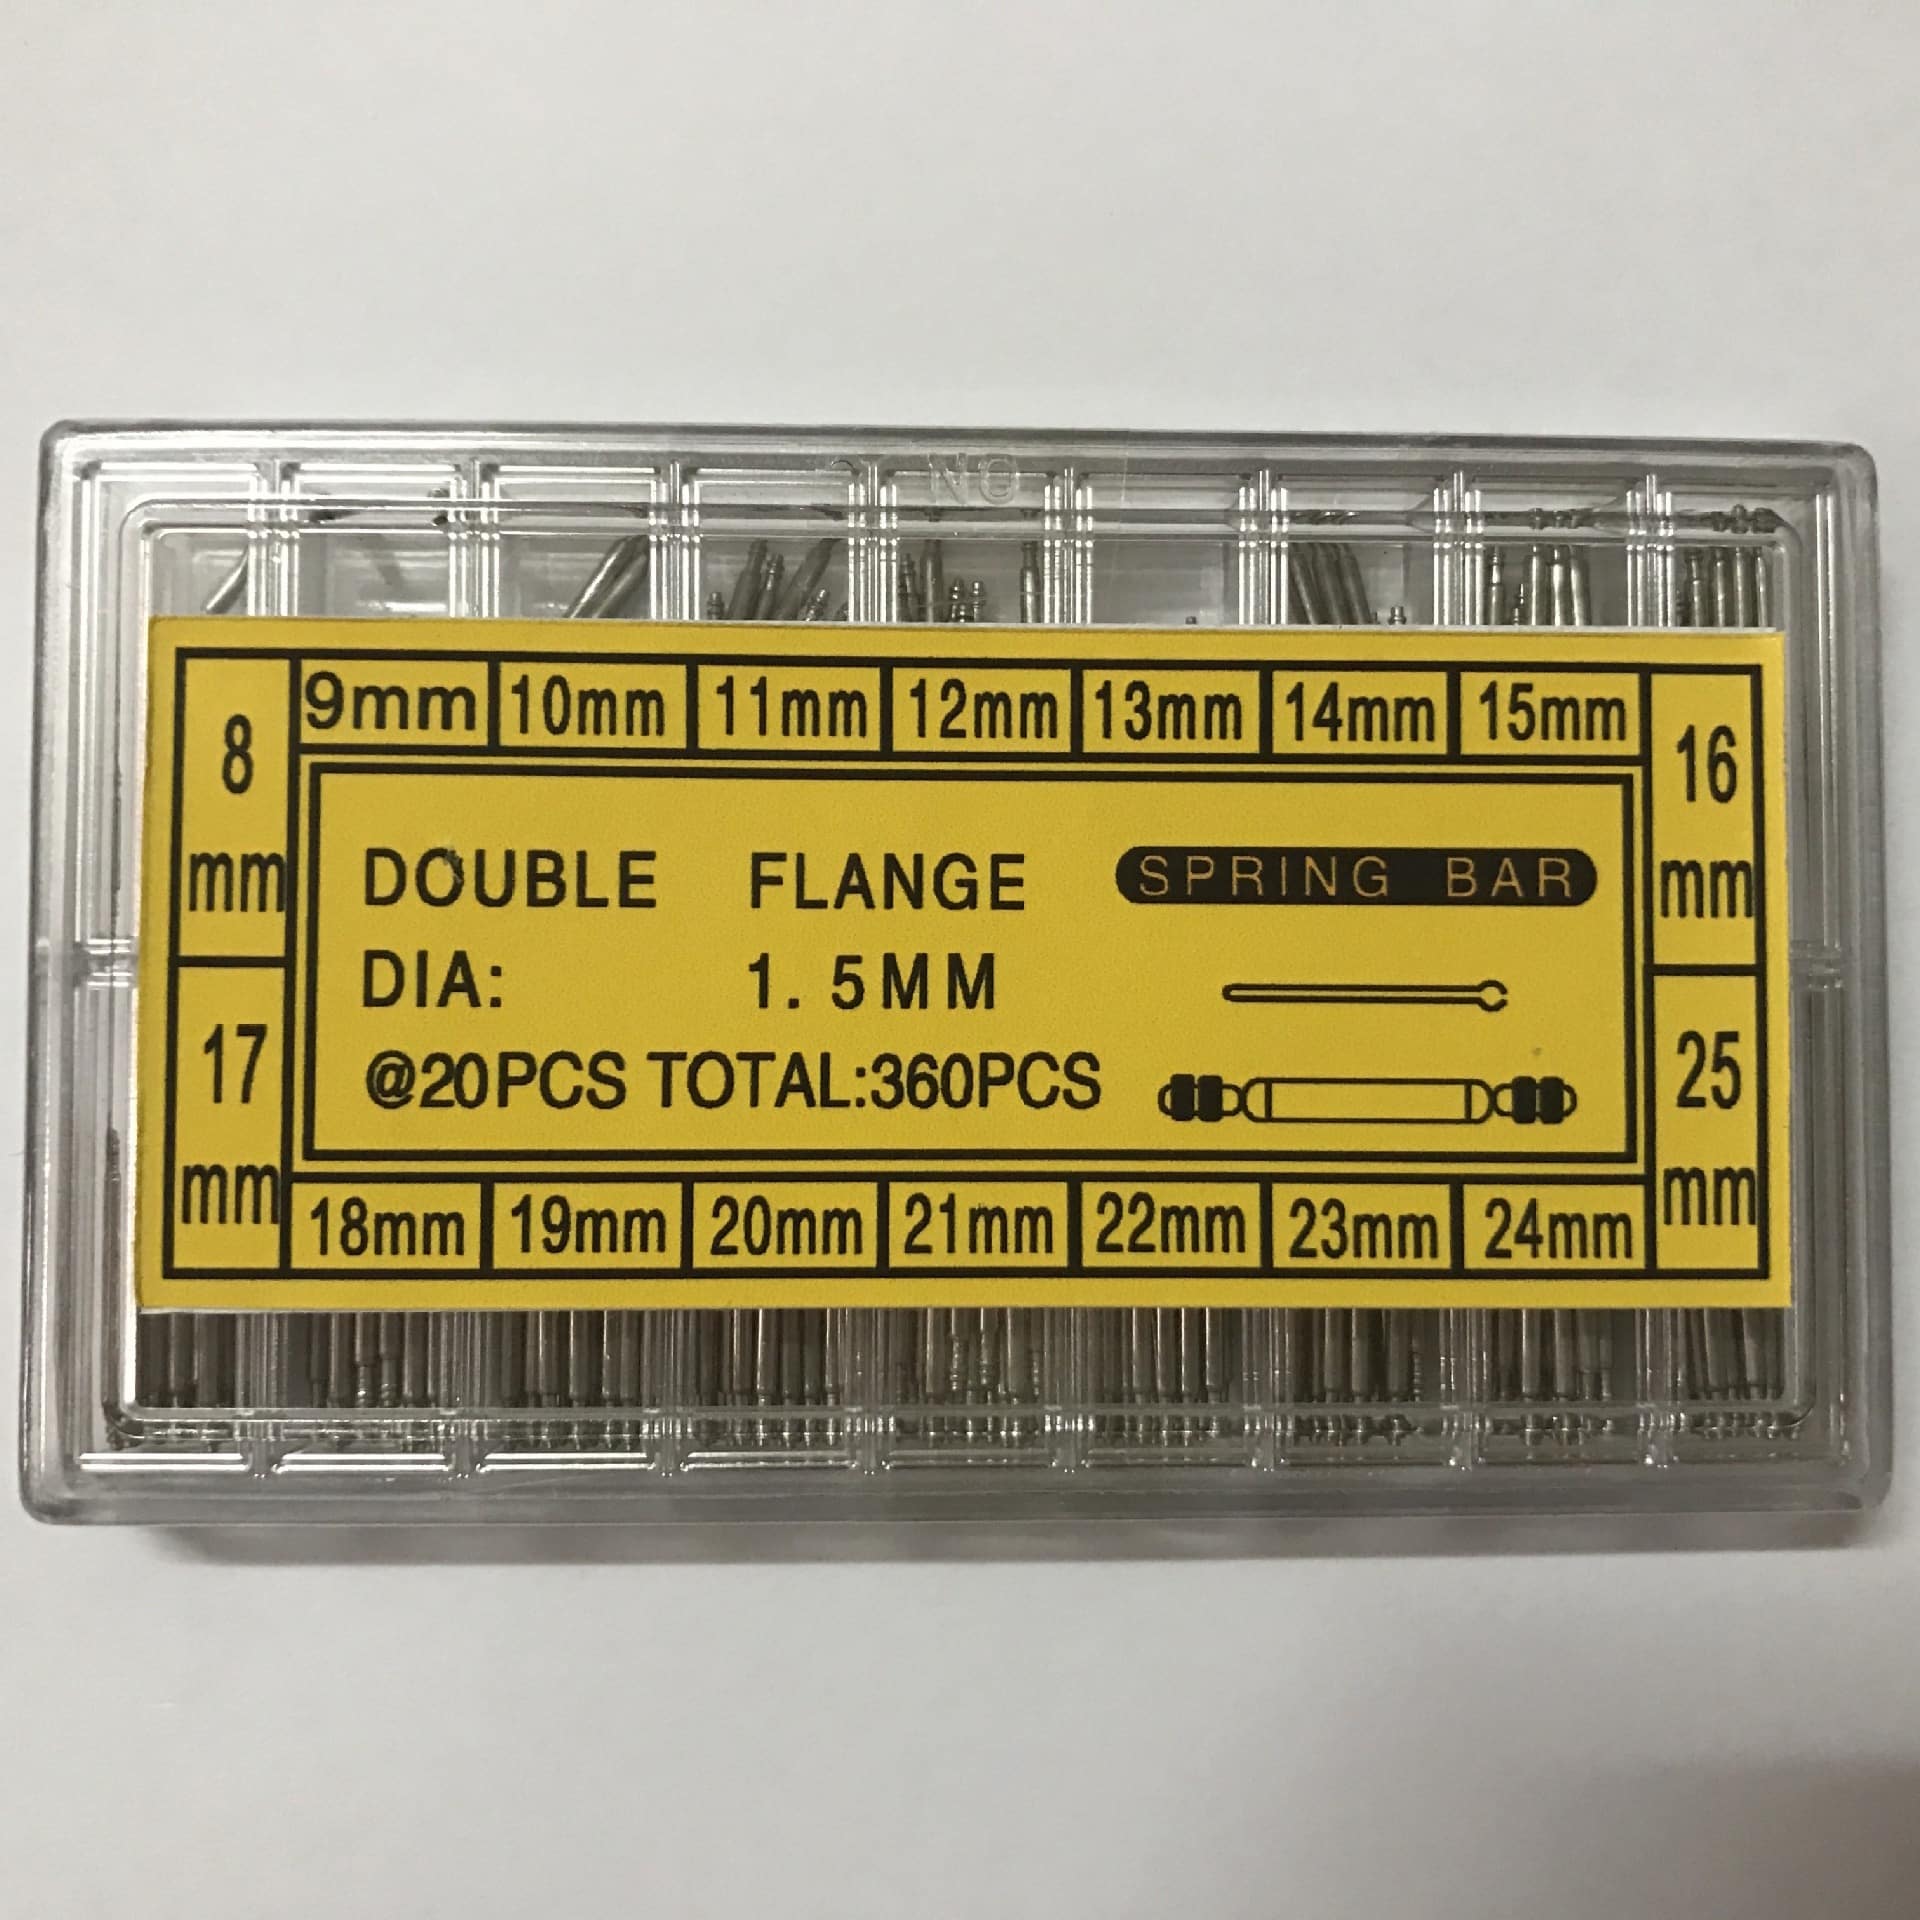 NO
8 mm
9mm 10mm 11mm 12mm 13mm 14mm 15mm
16 mm
DOUBLE FLANGE SPRING BAR
DIA: 1.5MM
@20PCS TOTAL:360PCS
17 mm
18mm 19mm 20mm 21mm 22mm 23mm 24mm
25 mm